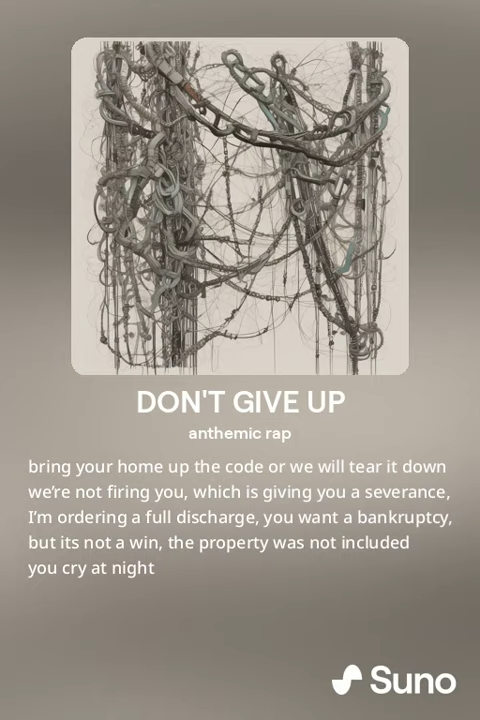 DON'T GIVE UP
anthemic rap
bring your home up the code or we will tear it down
we're not firing you, which is giving you a severance,
I'm ordering a full discharge, you want a bankruptcy,
but its not a win, the property was not included
you cry at night
Suno